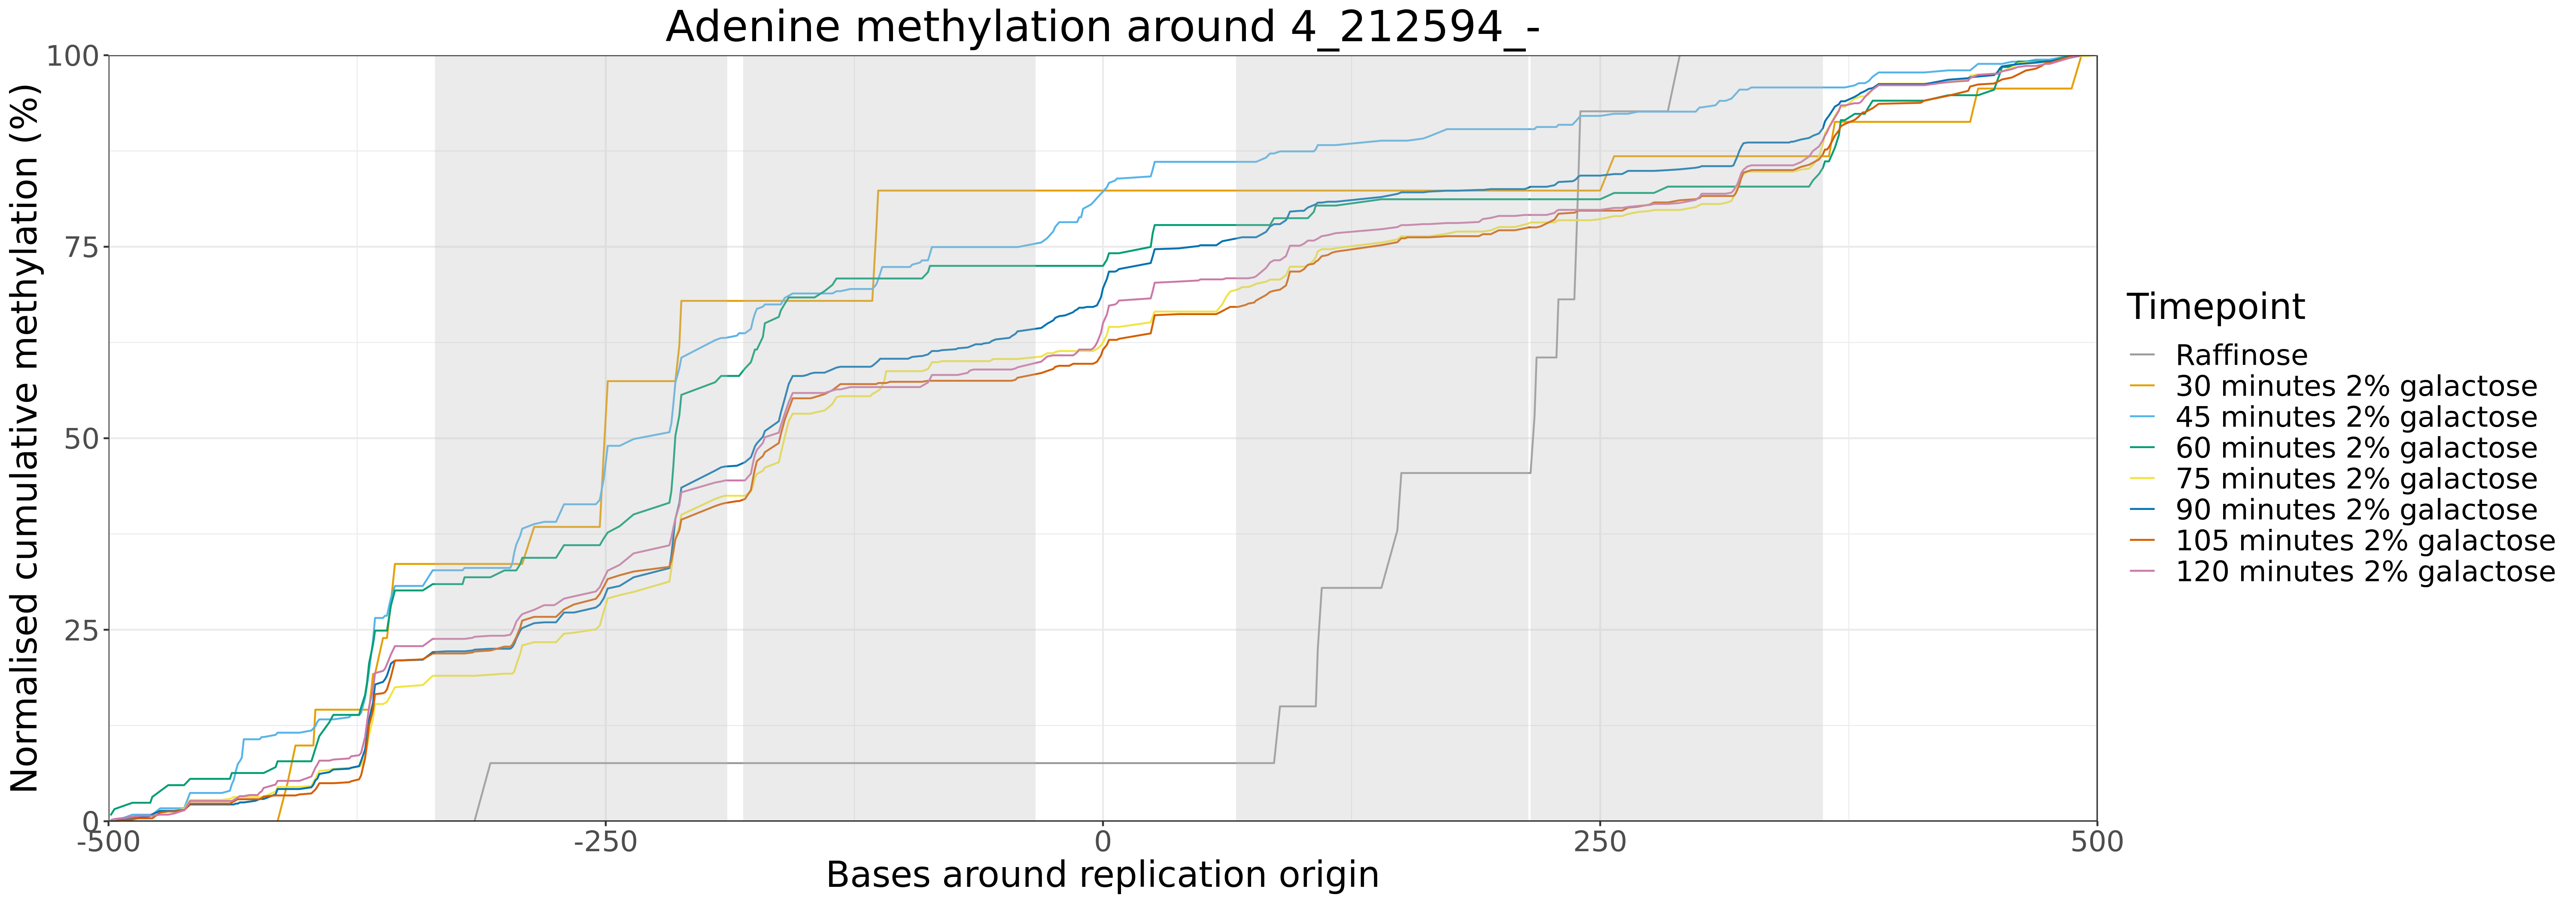 Adenine methylation around 4_212594_-
Normalised cumulative methylation (%)
100
75
50
25
0
-500
-250
0
250
500
Bases around replication origin
Timepoint
Raffinose
30 minutes 2% galactose
45 minutes 2% galactose
60 minutes 2% galactose
75 minutes 2% galactose
90 minutes 2% galactose
105 minutes 2% galactose
120 minutes 2% galactose